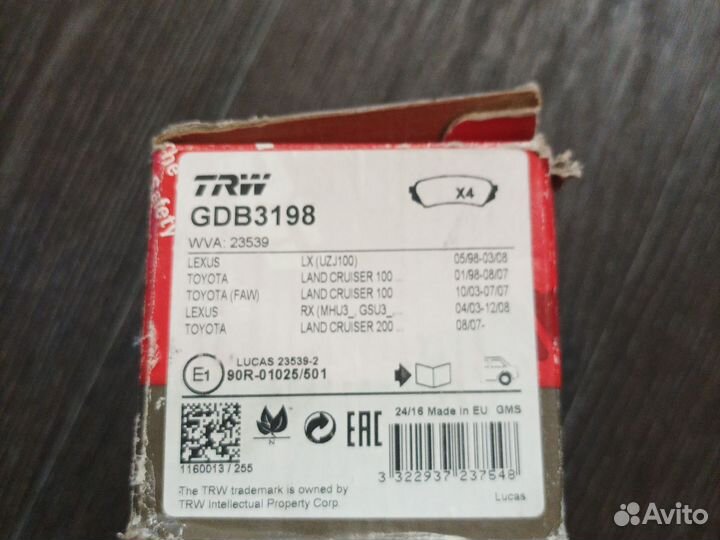 the
fety
TRW
X4
GDB3198
WVA: 23539
LEXUS LX (UZJ100) 05/98-03/08
TOYOTA LAND CRUISER 100 ... 01/98-08/07
TOYOTA (FAW) LAND CRUISER 100 10/03-07/07
LEXUS RX (MHU3_, GSU3_,... 04/03-12/08
TOYOTA LAND CRUISER 200 ... 08/07-
LUCAS 23539-2
E1 90R-01025/501
24/16 Made in EU GMS
N
EAC
1160013 / 255
3 322937 237548
The TRW trademark is owned by
TRW Intellectual Property Corp.
Lucas
Avito